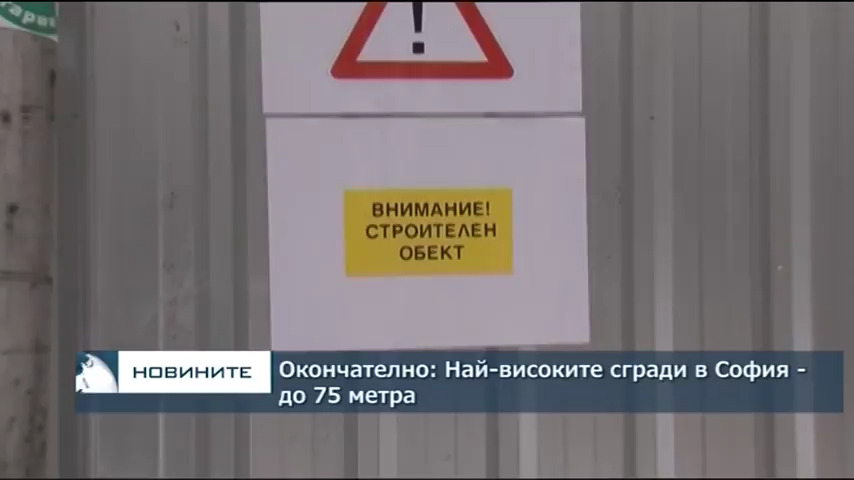 ВНИМАНИЕ!
СТРОИТЕЛЕН
ОБЕКТ
НОВИНИТЕ
Окончателно: Най-високите сгради в София -
до 75 метра